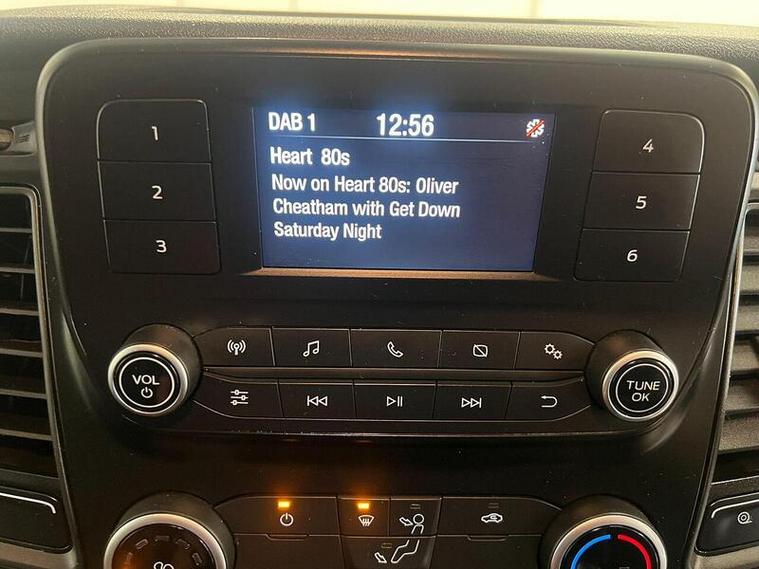 DAB 1 12:56
Heart 80s
Now on Heart 80s: Oliver
Cheatham with Get Down
Saturday Night
1
2
3
4
5
6
VOL
TUNE
OK